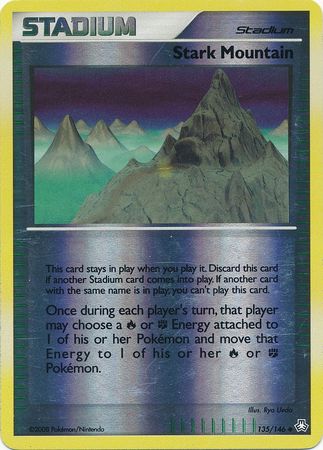 STADIUM
Stadium
Stark Mountain
This card stays in play when you play it. Discard this card
if another Stadium card comes into play. If another card
with the same name is in play, you can't play this card.
Once during each player's turn, that player
may choose a or Energy attached to
1 of his or her Pokémon and move that
Energy to 1 of his or her or
Pokémon.
Illus. Ryo Ueda
©2008 Pokémon/Nintendo
135/146